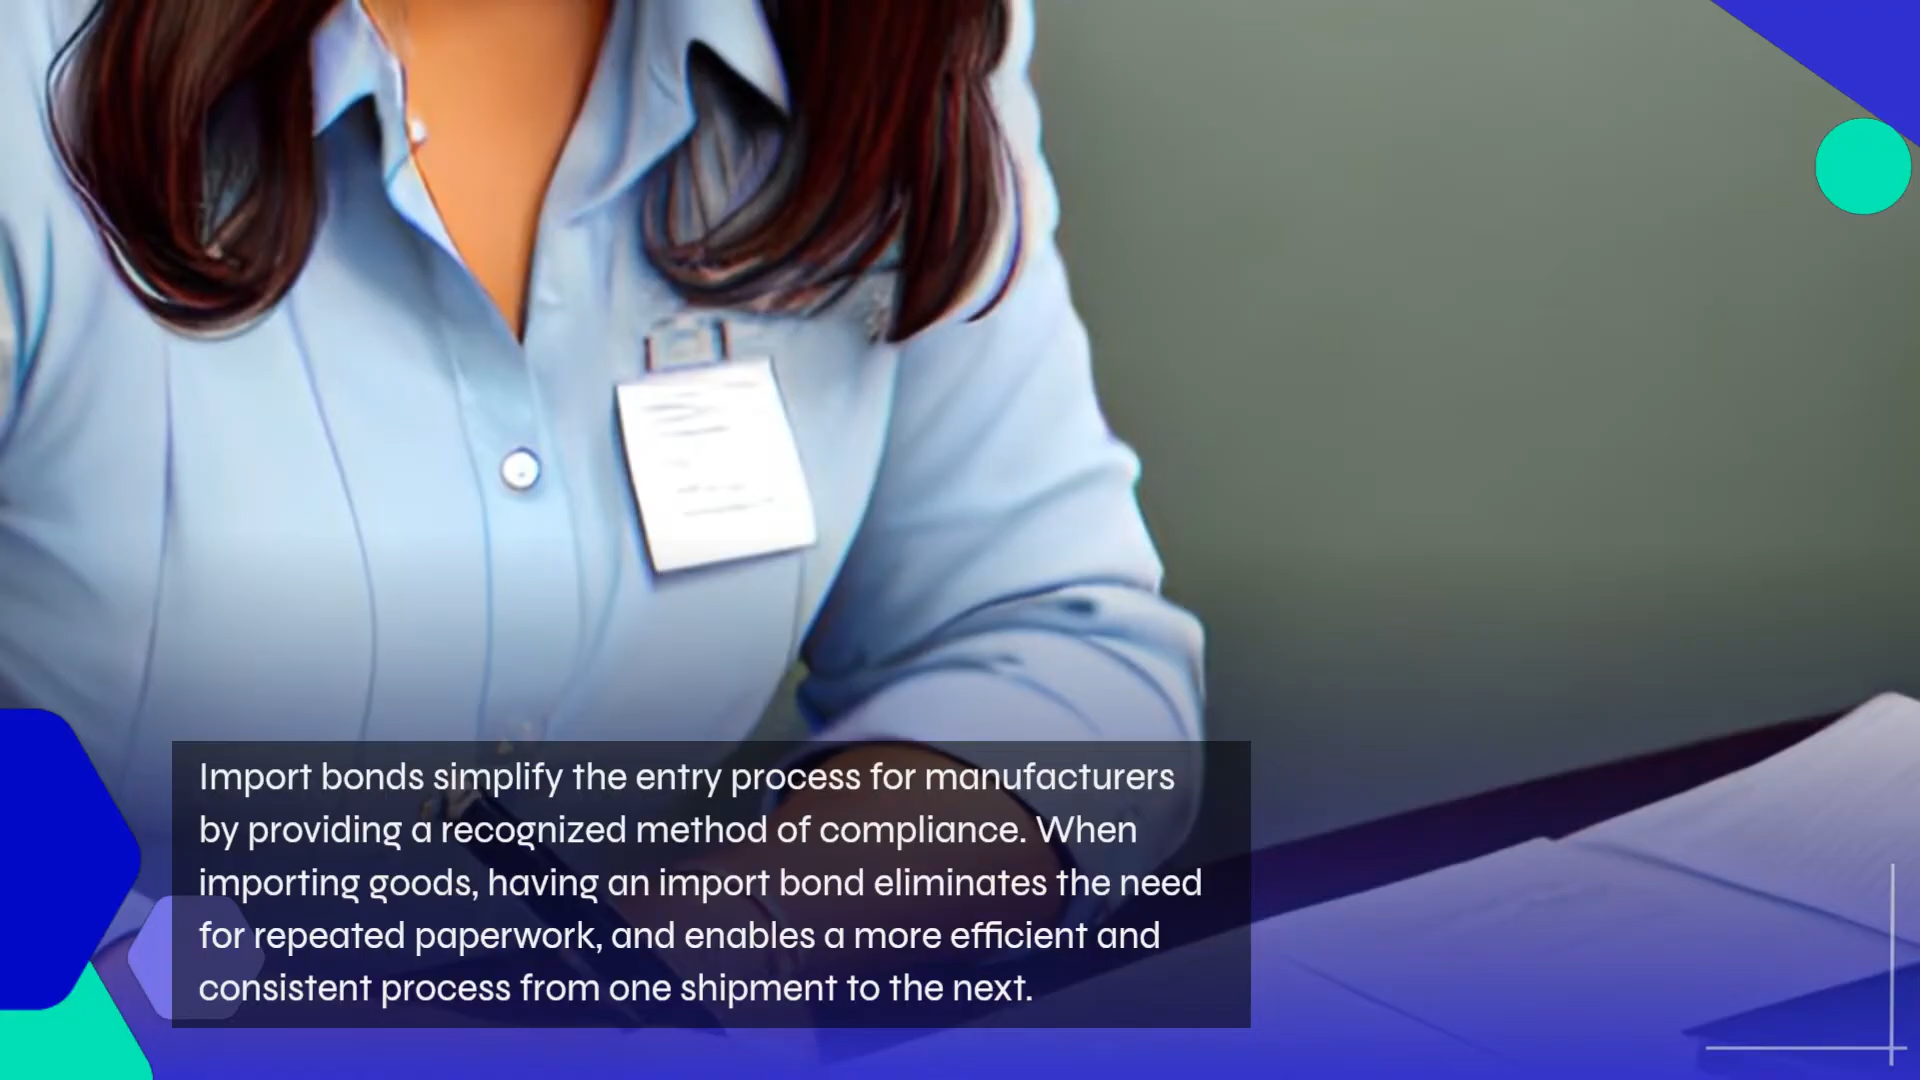 Import bonds simplify the entry process for manufacturers
by providing a recognized method of compliance. When
importing goods, having an import bond eliminates the need
for repeated paperwork, and enables a more efficient and
consistent process from one shipment to the next.